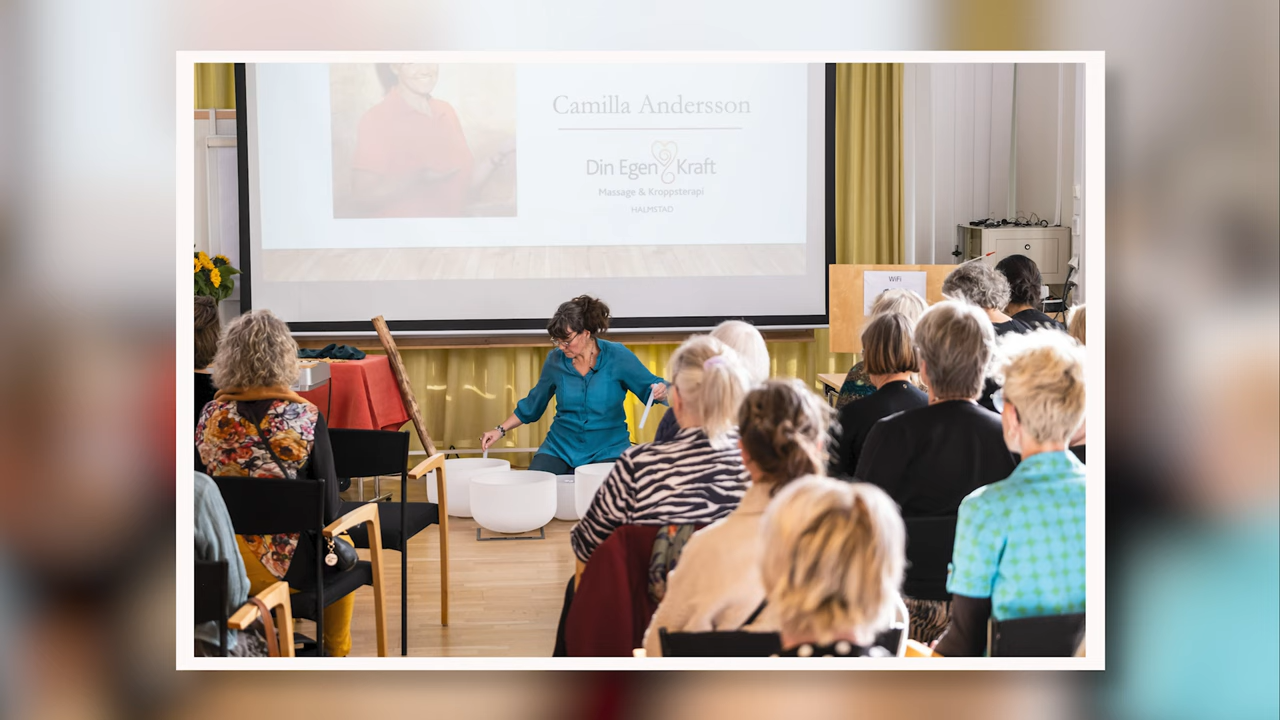 Camilla Andersson
Din Egen Kraft
Massage & Kroppsterapi
HALMSTAD
WiFi